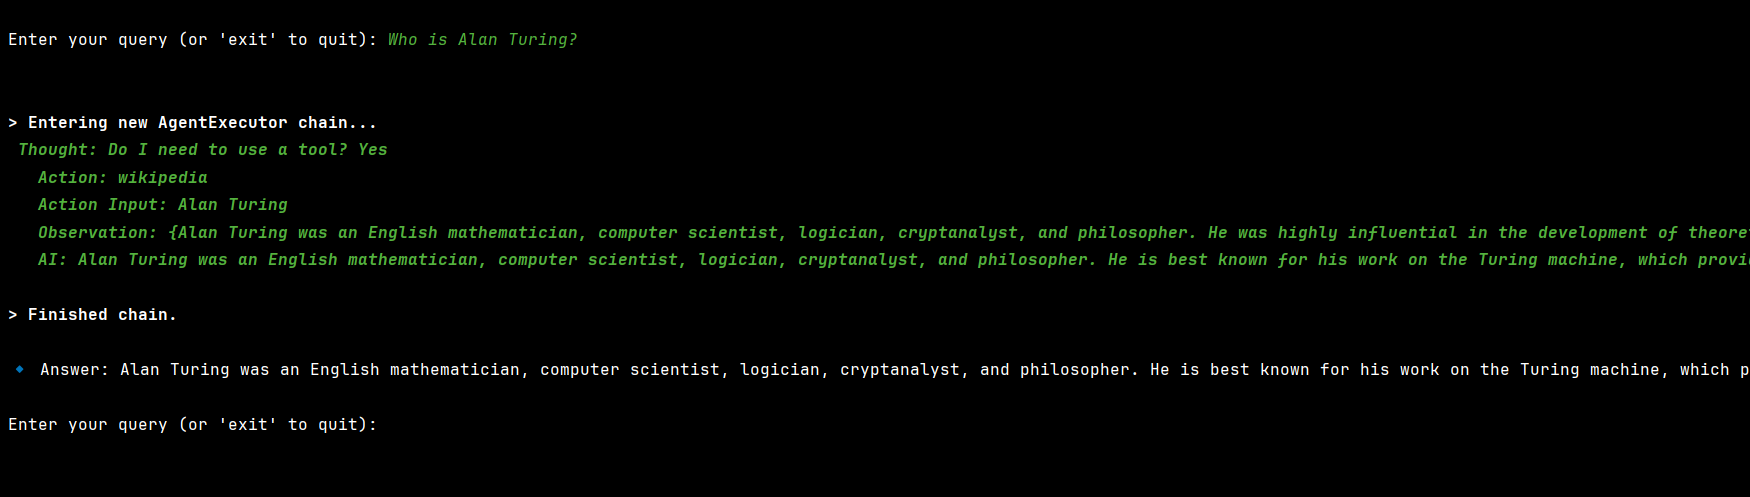 Enter your query (or 'exit' to quit): Who is Alan Turing?
> Entering new AgentExecutor chain...
Thought: Do I need to use a tool? Yes
Action: wikipedia
Action Input: Alan Turing
Observation: {Alan Turing was an English mathematician, computer scientist, logician, cryptanalyst, and philosopher. He was highly influential in the development of
AI: Alan Turing was an English mathematician, computer scientist, logician, cryptanalyst, and philosopher. He is best known for his work on the Turing machine, which
> Finished chain.
Answer: Alan Turing was an English mathematician, computer scientist, logician, cryptanalyst, and philosopher. He is best known for his work on the Turing machine, which
Enter your query (or 'exit' to quit):